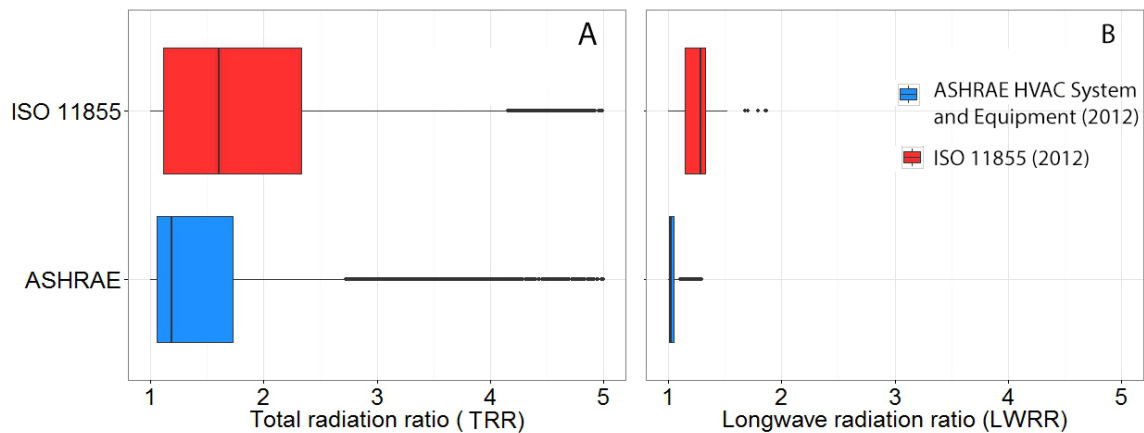 A
B
ISO 11855
ASHRAE
ASHRAE HVAC System
and Equipment (2012)
ISO 11855 (2012)
1 2 3 4 5
Total radiation ratio (TRR)
1 2 3 4 5
Longwave radiation ratio (LWRR)